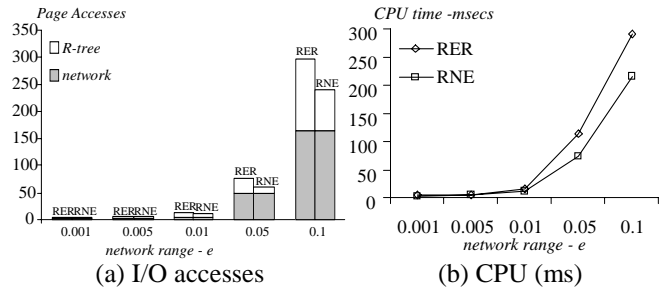 Page Accesses
350
300
250
200
150
100
50
0
R-tree
network
RER RNE
RER RNE
RER RNE
RER
RNE
RER
RNE
0.001 0.005 0.01 0.05 0.1
network range - e
(a) I/O accesses
CPU time -msecs
300
250
200
150
100
50
0
RER
RNE
0.001 0.005 0.01 0.05 0.1
network range - e
(b) CPU (ms)